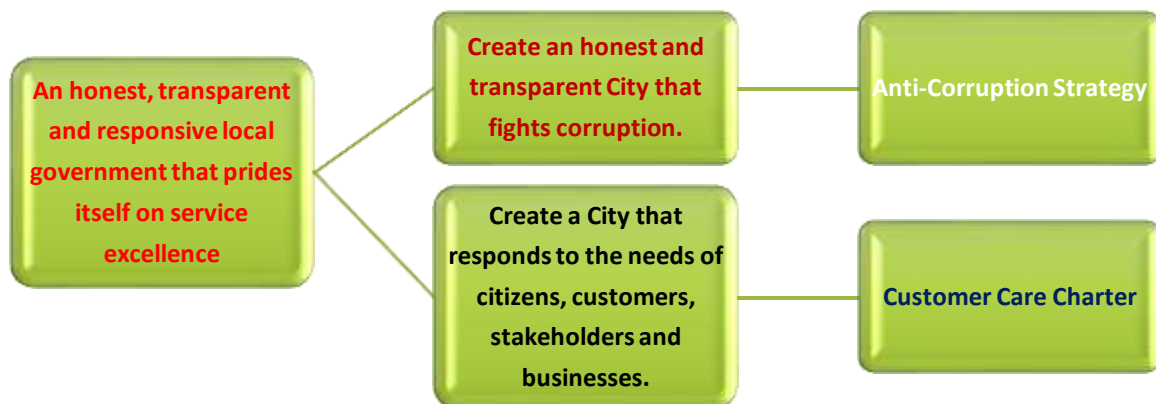 An honest, transparent
and responsive local
government that prides
itself on service
excellence
Create an honest and
transparent City that
fights corruption.
Anti-Corruption Strategy
Create a City that
responds to the needs of
citizens, customers,
stakeholders and
businesses.
Customer Care Charter